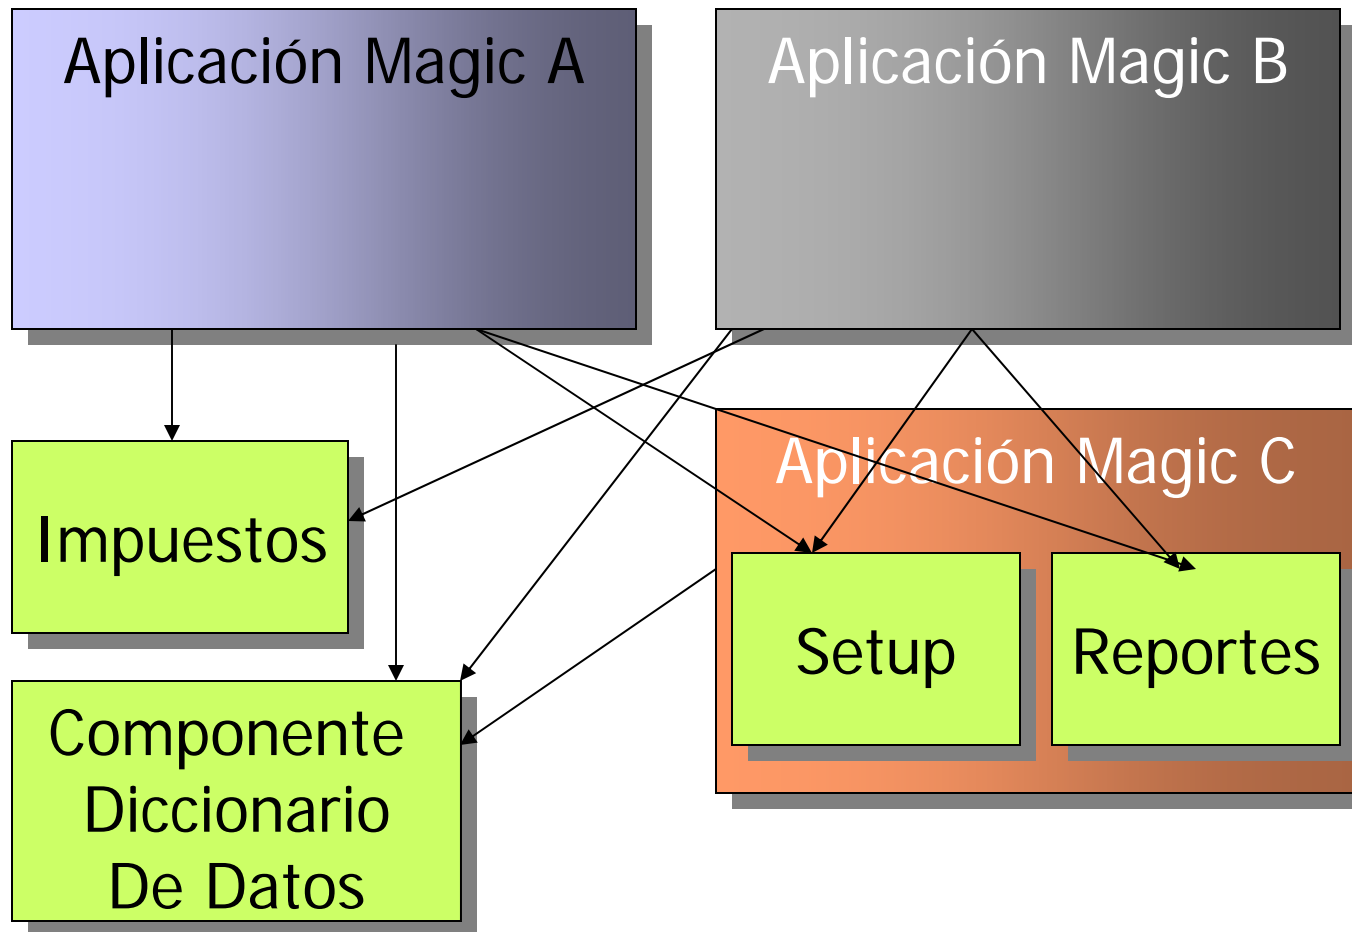 Aplicación Magic A
Aplicación Magic B
Aplicación Magic C
Impuestos
Setup
Reportes
Componente
Diccionario
De Datos